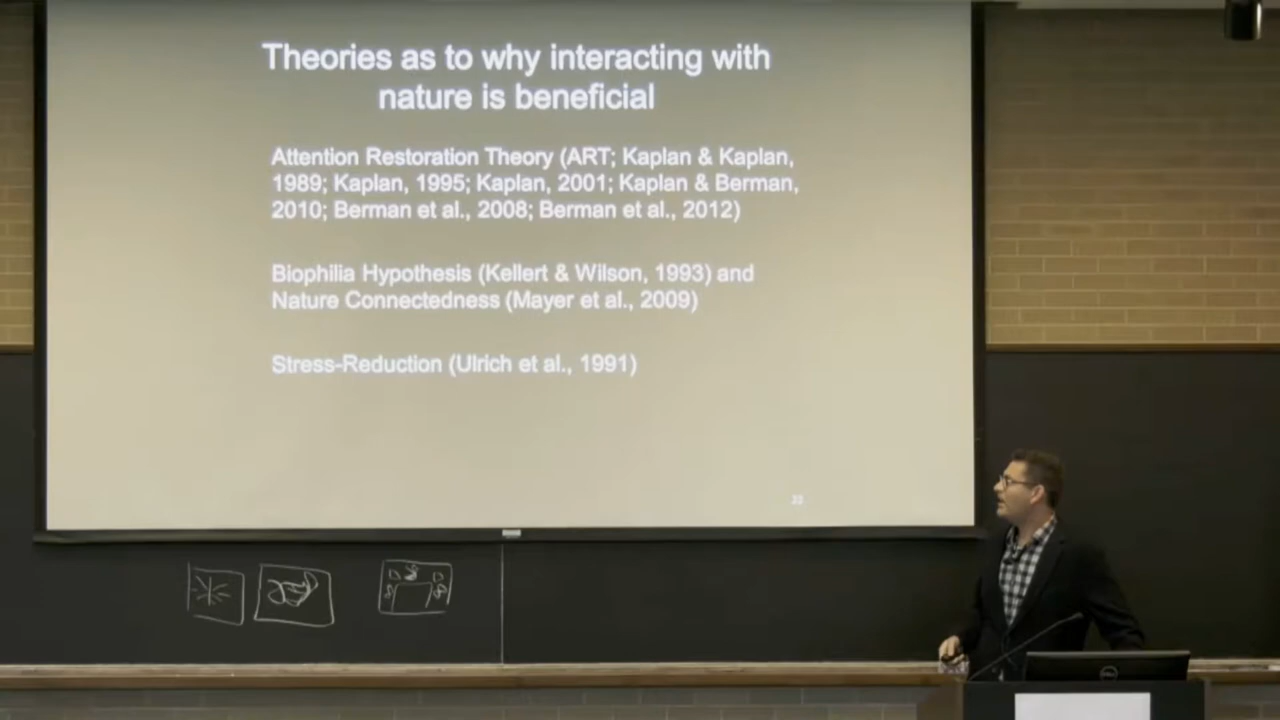 Theories as to why interacting with
nature is beneficial
Attention Restoration Theory (ART; Kaplan & Kaplan,
1989; Kaplan, 1995; Kaplan, 2001; Kaplan & Berman,
2010; Berman et al., 2008; Berman et al., 2012)
Biophilia Hypothesis (Kellert & Wilson, 1993) and
Nature Connectedness (Mayer et al., 2009)
Stress-Reduction (Ulrich et al., 1991)